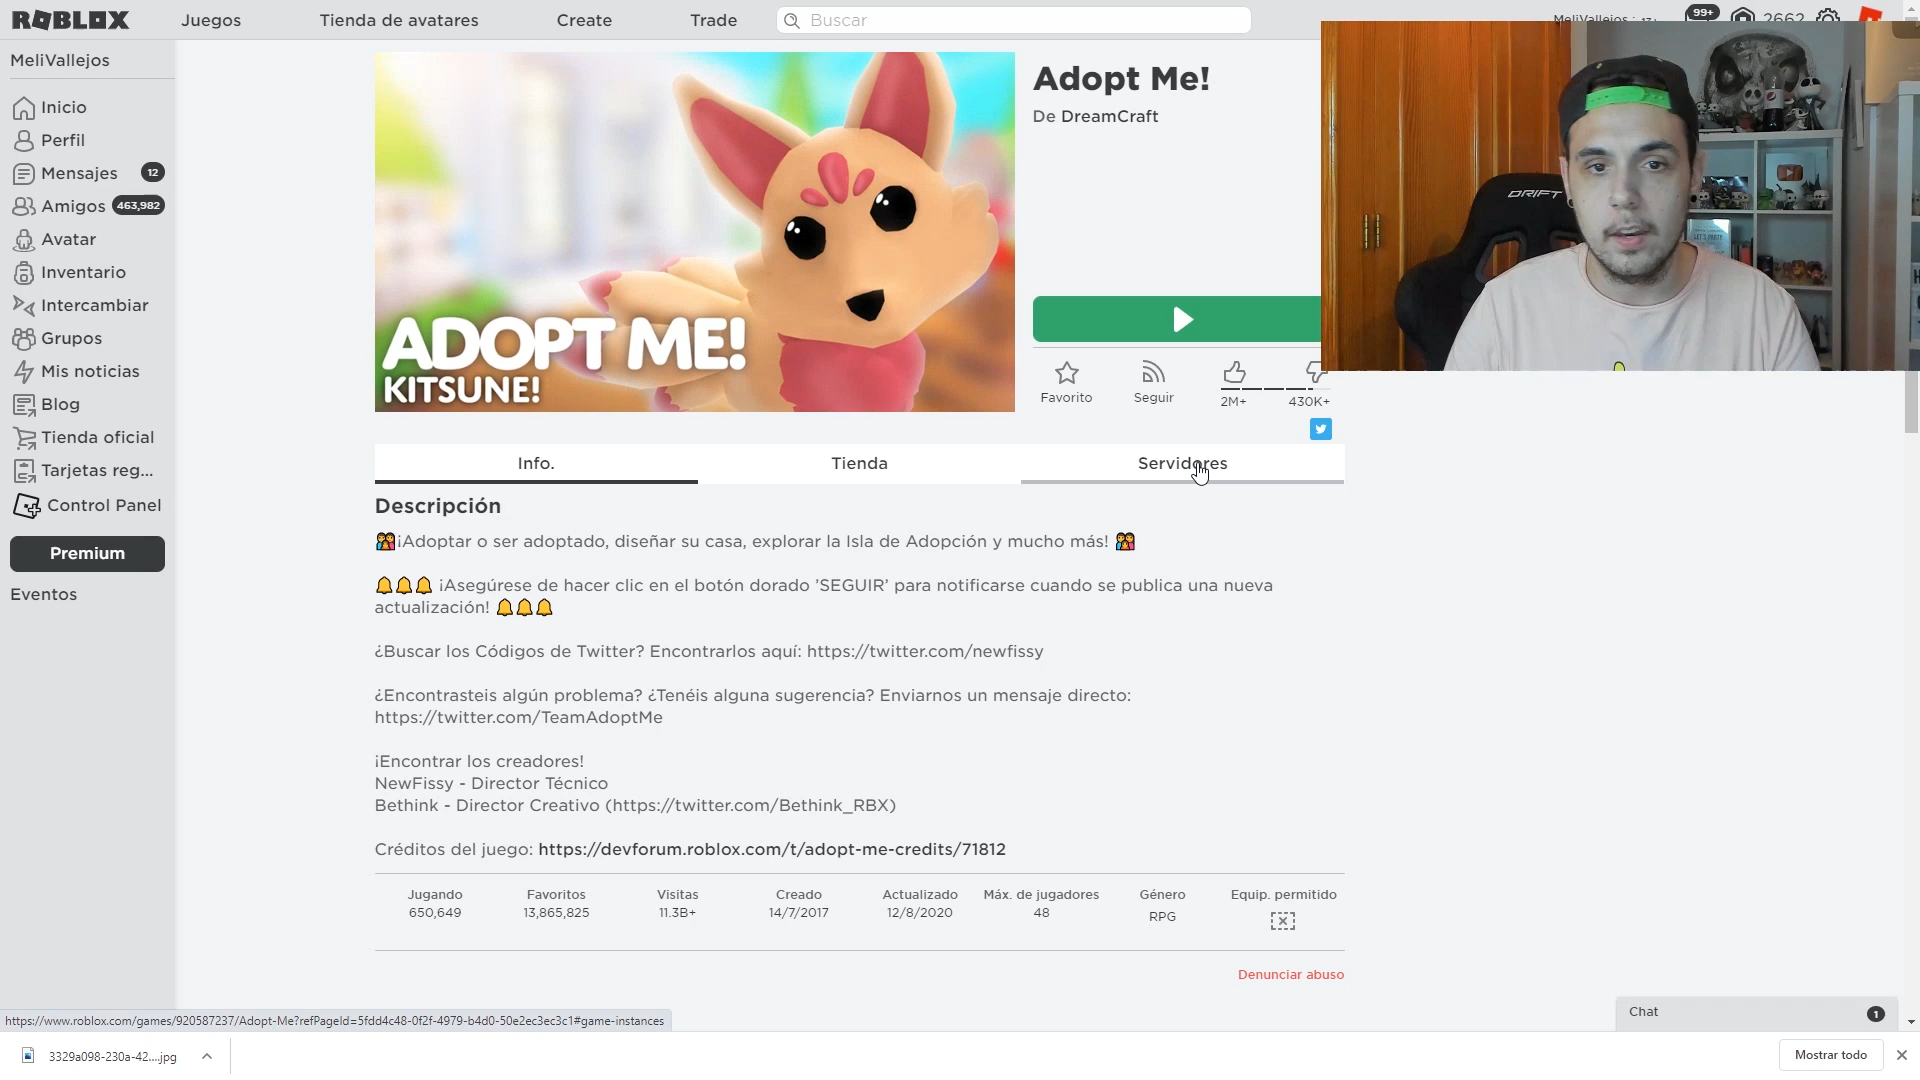 ROBLOX
Juegos
Tienda de avatares
Create
Trade
Buscar
99+
2662
MeliVallejos
Inicio
Perfil
Mensajes 12
Amigos 463,982
Avatar
Inventario
Intercambiar
Grupos
Mis noticias
Blog
Tienda oficial
Tarjetas reg...
Control Panel
Premium
Eventos
ADOPT ME!
KITSUNE!
Adopt Me!
De DreamCraft
DRIFT
Favorito
Seguir
2M+
430K+
Info.
Tienda
Servidores
Descripción
¡Adoptar o ser adoptado, diseñar su casa, explorar la Isla de Adopción y mucho más!
¡Asegúrese de hacer clic en el botón dorado ’SEGUIR’ para notificarse cuando se publica una nueva
actualización!
¿Buscar los Códigos de Twitter? Encontrarlos aquí: https://twitter.com/newfissy
¿Encontrasteis algún problema? ¿Tenéis alguna sugerencia? Enviarnos un mensaje directo:
https://twitter.com/TeamAdoptMe
¡Encontrar los creadores!
NewFissy - Director Técnico
Bethink - Director Creativo (https://twitter.com/Bethink_RBX)
Créditos del juego: https://devforum.roblox.com/t/adopt-me-credits/71812
Jugando
650,649
Favoritos
13,865,825
Visitas
11.3B+
Creado
14/7/2017
Actualizado
12/8/2020
Máx. de jugadores
48
Género
RPG
Equip. permitido
Denunciar abuso
Chat
1
https://www.roblox.com/games/920587237/Adopt-Me?refPageId=5fdd4c48-0f2f-4979-b4d0-50e2ec3ec3c1#game-instances
3329a098-230a-42....jpg
Mostrar todo